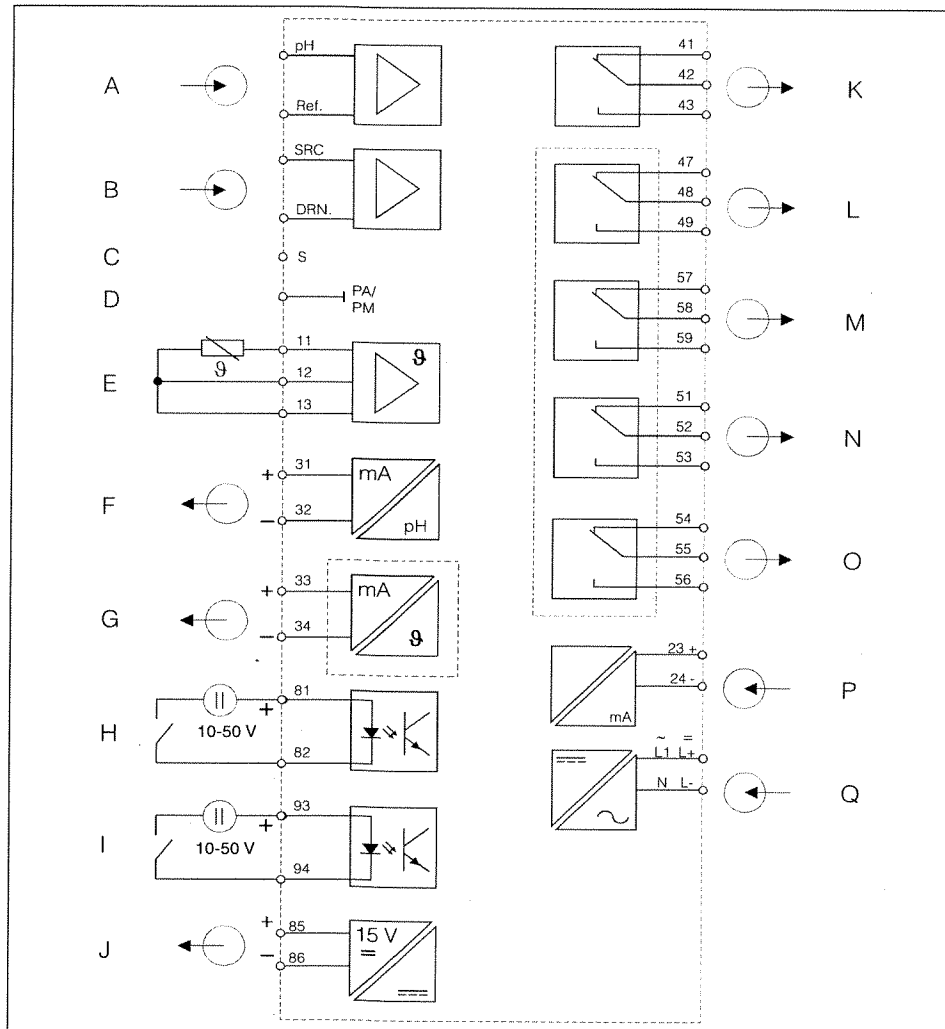 A
pH
Ref.
B
SRC
DRN.
C
S
D
PA/
PM
E
ϑ
11
12
13
ϑ
F
+
31
−
32
mA
pH
G
+
33
−
34
mA
ϑ
H
10-50 V
81
+
82
I
10-50 V
93
+
94
J
+
85
−
86
15 V
=
41
42
43
K
47
48
49
L
57
58
59
M
51
52
53
N
54
55
56
O
23 +
24 -
mA
P
~ =
L1 L+
N L-
Q